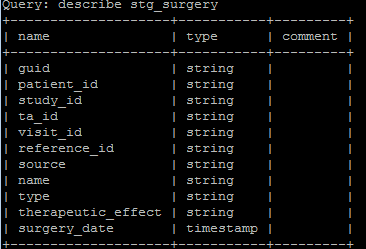 Query: describe stg_surgery
+--------------------+-----------+---------+
| name               | type      | comment |
+--------------------+-----------+---------+
| guid               | string    |         |
| patient_id         | string    |         |
| study_id           | string    |         |
| ta_id              | string    |         |
| visit_id           | string    |         |
| reference_id       | string    |         |
| source             | string    |         |
| name               | string    |         |
| type               | string    |         |
| therapeutic_effect | string    |         |
| surgery_date       | timestamp |         |
+--------------------+-----------+---------+